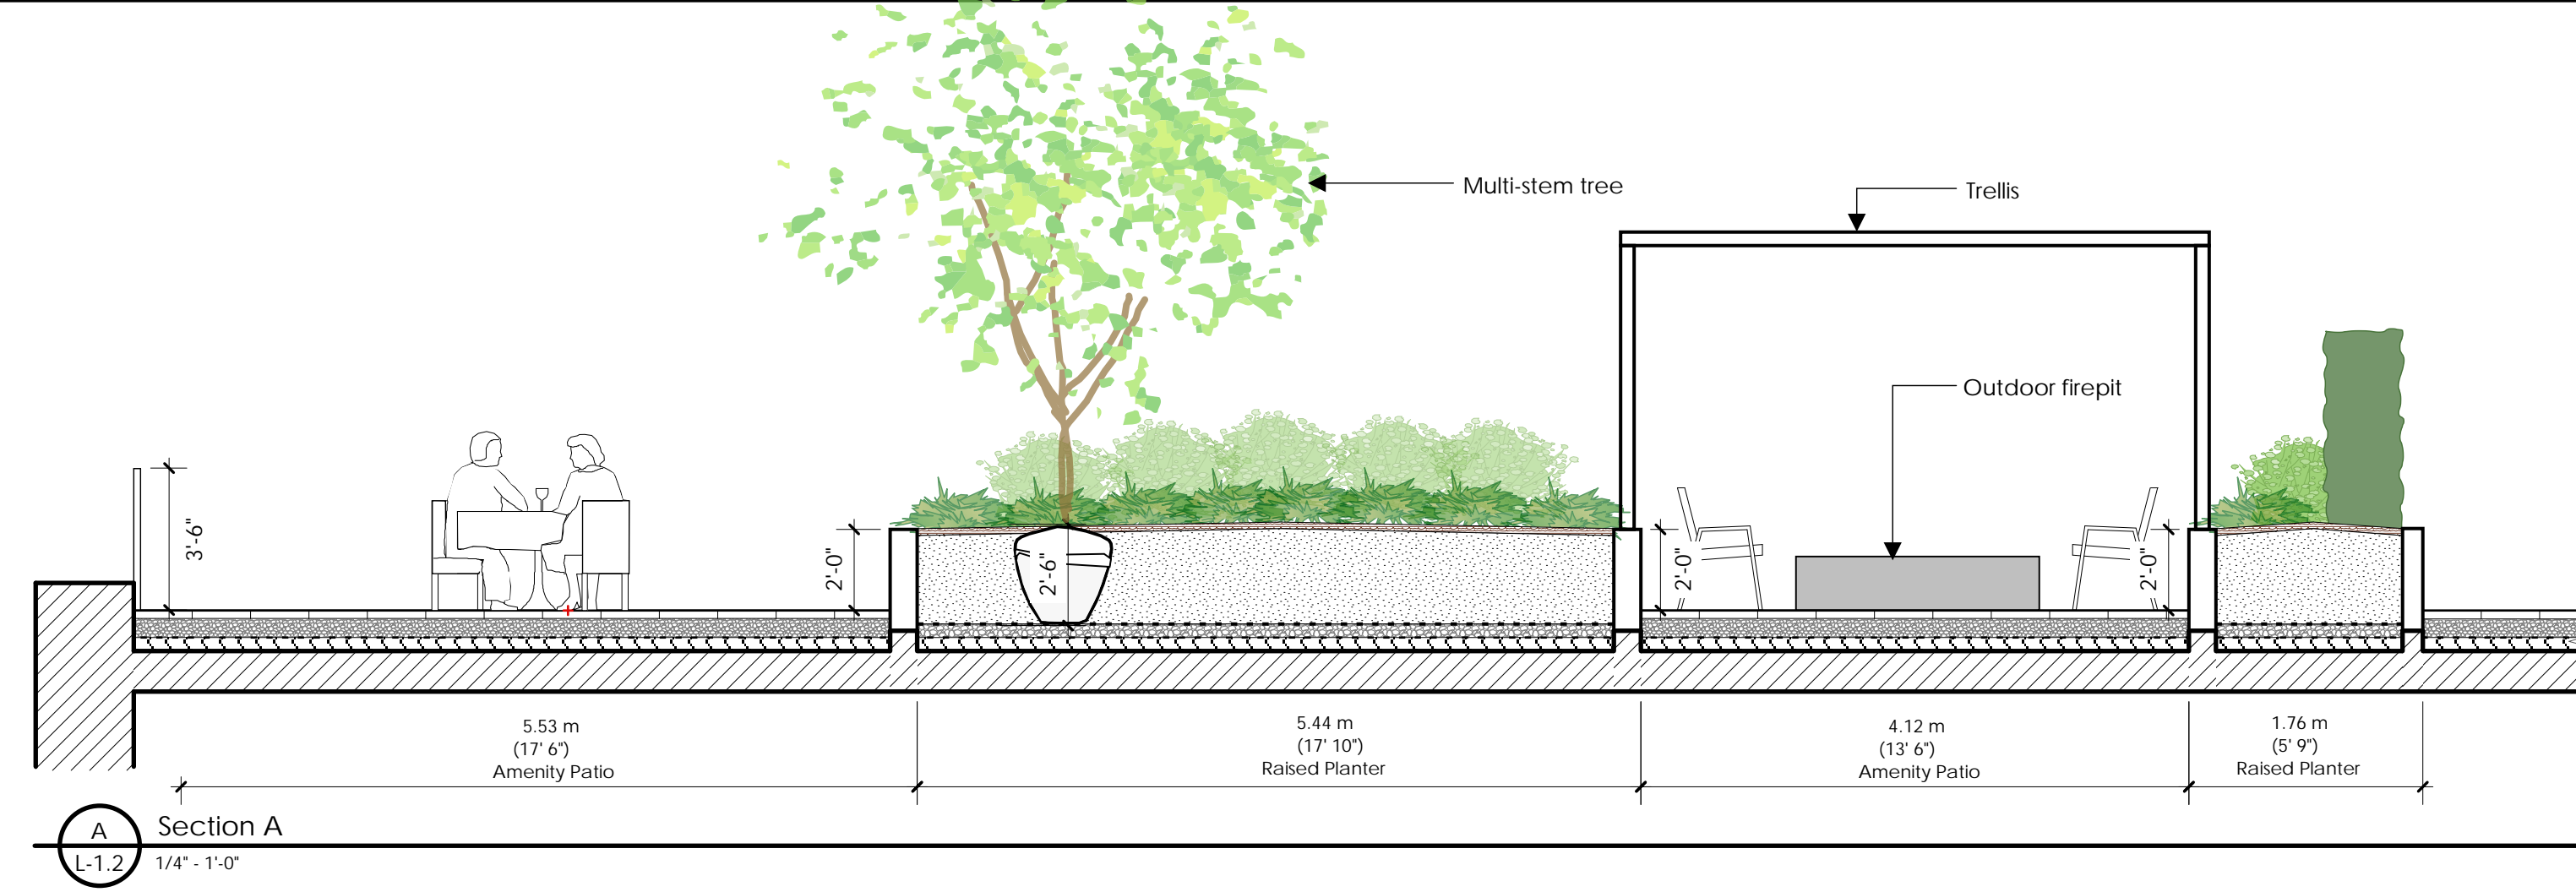 Multi-stem tree
Trellis
Outdoor firepit
3'-6"
2'-0"
2'-6"
2'-0"
2'-0"
5.53 m
(17' 6")
Amenity Patio
5.44 m
(17' 10")
Raised Planter
4.12 m
(13' 6")
Amenity Patio
1.76 m
(5' 9")
Raised Planter
A
L-1.2
Section A
1/4" - 1'-0"